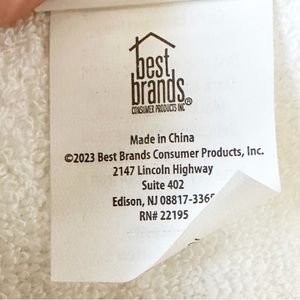 best
brands®
CONSUMER PRODUCTS INC
Made in China
©2023 Best Brands Consumer Products, Inc.
2147 Lincoln Highway
Suite 402
Edison, NJ 08817-3365
RN# 22195